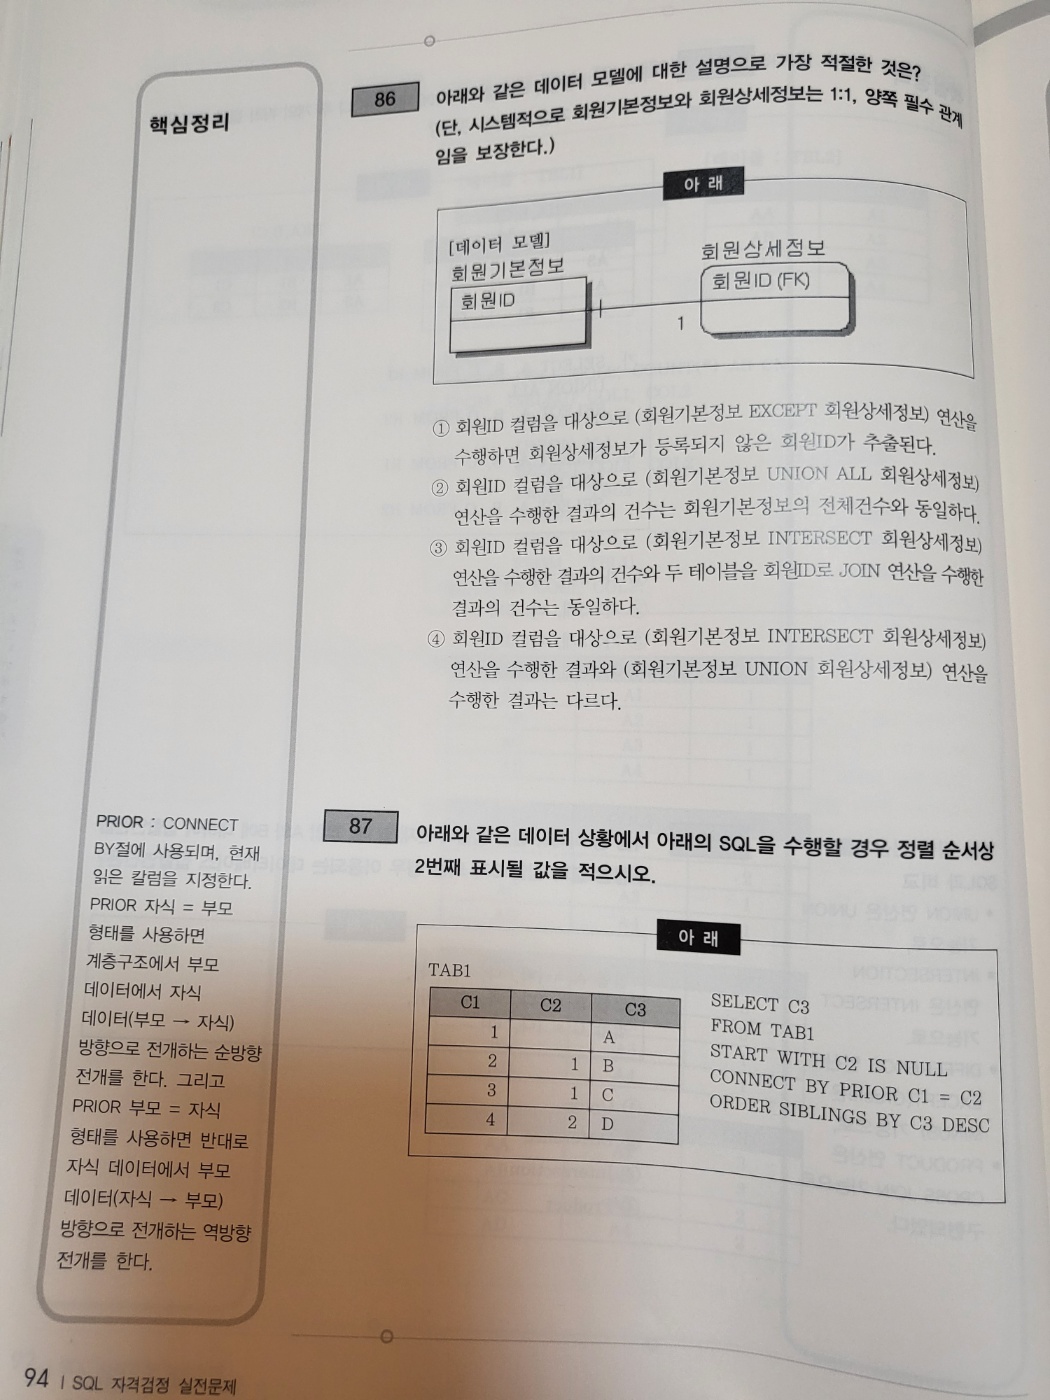 핵심정리
86
아래와 같은 데이터 모델에 대한 설명으로 가장 적절한 것은?
(단, 시스템적으로 회원기본정보와 회원상세정보는 1:1, 양쪽 필수 관계
임을 보장한다.)
아 래
[데이터 모델]
회원기본정보
회원ID
회원상세정보
회원ID (FK)
1
① 회원ID 컬럼을 대상으로 (회원기본정보 EXCEPT 회원상세정보) 연산을
수행하면 회원상세정보가 등록되지 않은 회원ID가 추출된다.
② 회원ID 컬럼을 대상으로 (회원기본정보 UNION ALL 회원상세정보)
연산을 수행한 결과의 건수는 회원기본정보의 전체건수와 동일하다.
③ 회원ID 컬럼을 대상으로 (회원기본정보 INTERSECT 회원상세정보)
연산을 수행한 결과의 건수와 두 테이블을 회원ID로 JOIN 연산을 수행한
결과의 건수는 동일하다.
④ 회원ID 컬럼을 대상으로 (회원기본정보 INTERSECT 회원상세정보)
연산을 수행한 결과와 (회원기본정보 UNION 회원상세정보) 연산을
수행한 결과는 다르다.
PRIOR : CONNECT
BY절에 사용되며, 현재
읽은 칼럼을 지정한다.
PRIOR 자식 = 부모
형태를 사용하면
계층구조에서 부모
데이터에서 자식
데이터(부모 → 자식)
방향으로 전개하는 순방향
전개를 한다. 그리고
PRIOR 부모 = 자식
형태를 사용하면 반대로
자식 데이터에서 부모
데이터(자식 → 부모)
방향으로 전개하는 역방향
전개를 한다.
87
아래와 같은 데이터 상황에서 아래의 SQL을 수행할 경우 정렬 순서상
2번째 표시될 값을 적으시오.
아 래
TAB1
C1 C2 C3
1 A
2 1 B
3 1 C
4 2 D
SELECT C3
FROM TAB1
START WITH C2 IS NULL
CONNECT BY PRIOR C1 = C2
ORDER SIBLINGS BY C3 DESC
94 | SQL 자격검정 실전문제